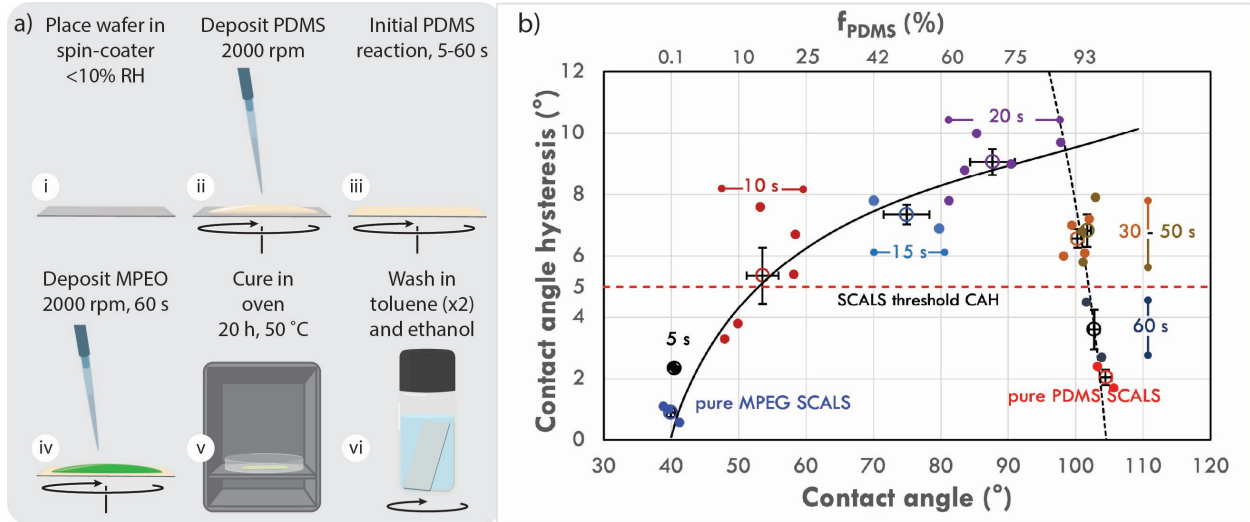 a)
Place wafer in
spin-coater
<10% RH
Deposit PDMS
2000 rpm
Initial PDMS
reaction, 5-60 s
i
ii
iii
Deposit MPEO
2000 rpm, 60 s
Cure in
oven
20 h, 50 ˚C
Wash in
toluene (x2)
and ethanol
iv
v
vi
b)
fPDMS (%)
0.1 10 25 42 60 75 93
Contact angle hysteresis (°)
12
10
8
6
4
2
0
20 s
10 s
15 s
30 - 50 s
SCALS threshold CAH
5 s
60 s
pure MPEG SCALS
pure PDMS SCALS
30 40 50 60 70 80 90 100 110 120
Contact angle (°)